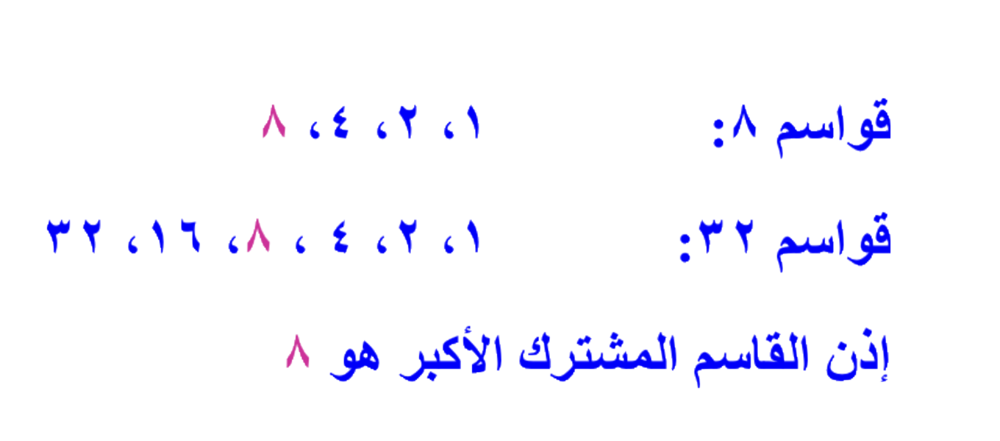 قواسم ٨: ١، ٢، ٤، ٨
قواسم ٣٢: ١، ٢، ٤ ، ٨، ١٦، ٣٢
إذن القاسم المشترك الأكبر هو ٨